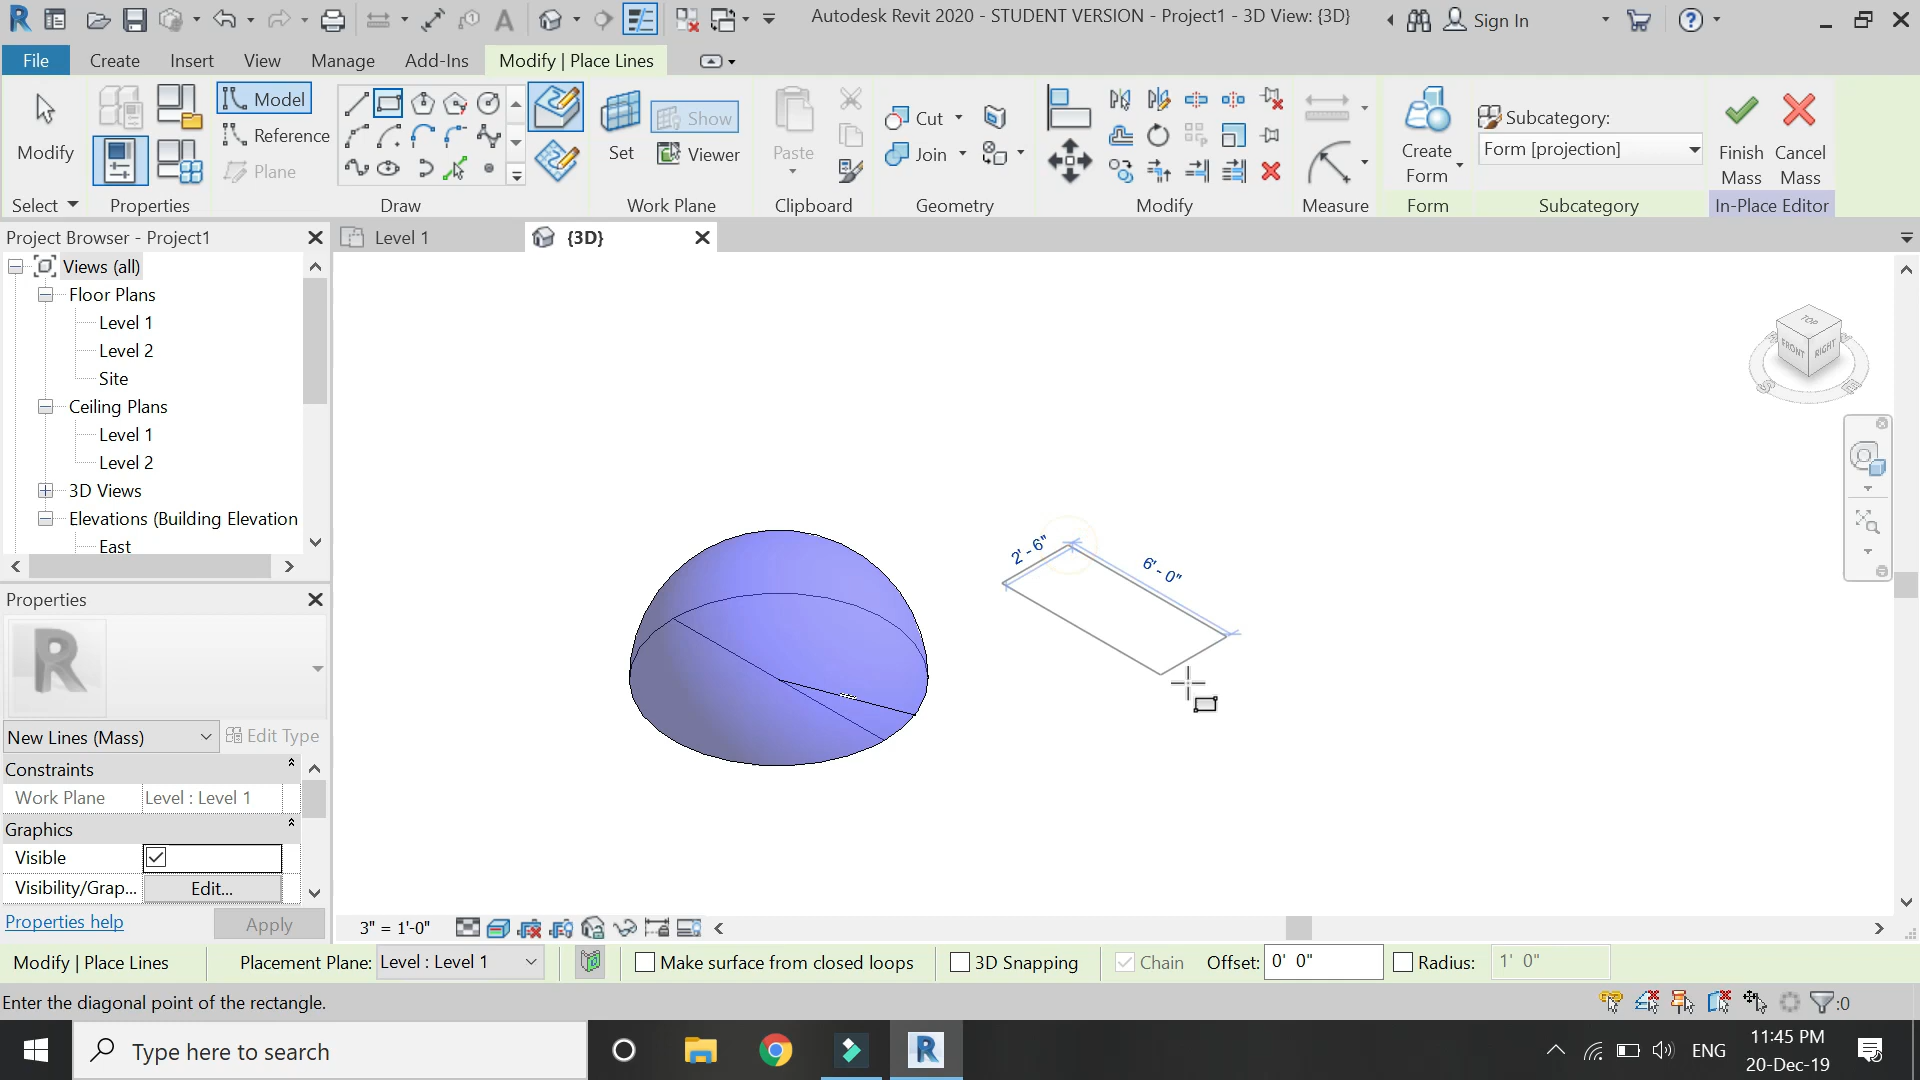 Autodesk Revit 2020 - STUDENT VERSION - Project1 - 3D View: {3D}
Sign In
File Create Insert View Manage Add-Ins Modify | Place Lines
Modify
Model
Reference
Plane
Set
Show
Viewer
Paste
Cut
Join
Create Form
Subcategory:
Form [projection]
Finish Mass
Cancel Mass
Select Properties Draw Work Plane Clipboard Geometry Modify Measure Form Subcategory In-Place Editor
Project Browser - Project1
Level 1
{3D}
Views (all)
Floor Plans
Level 1
Level 2
Site
Ceiling Plans
Level 1
Level 2
3D Views
Elevations (Building Elevation
East
TOP
FRONT
RIGHT
S
E
2' - 6"
6' - 0"
Properties
R
New Lines (Mass)
Edit Type
Constraints
Work Plane Level : Level 1
Graphics
Visible
Visibility/Grap... Edit...
Properties help
Apply
3" = 1'-0"
Modify | Place Lines
Placement Plane: Level : Level 1
Make surface from closed loops
3D Snapping
Chain
Offset: 0' 0"
Radius: 1' 0"
Enter the diagonal point of the rectangle.
:0
Type here to search
ENG
11:45 PM
20-Dec-19